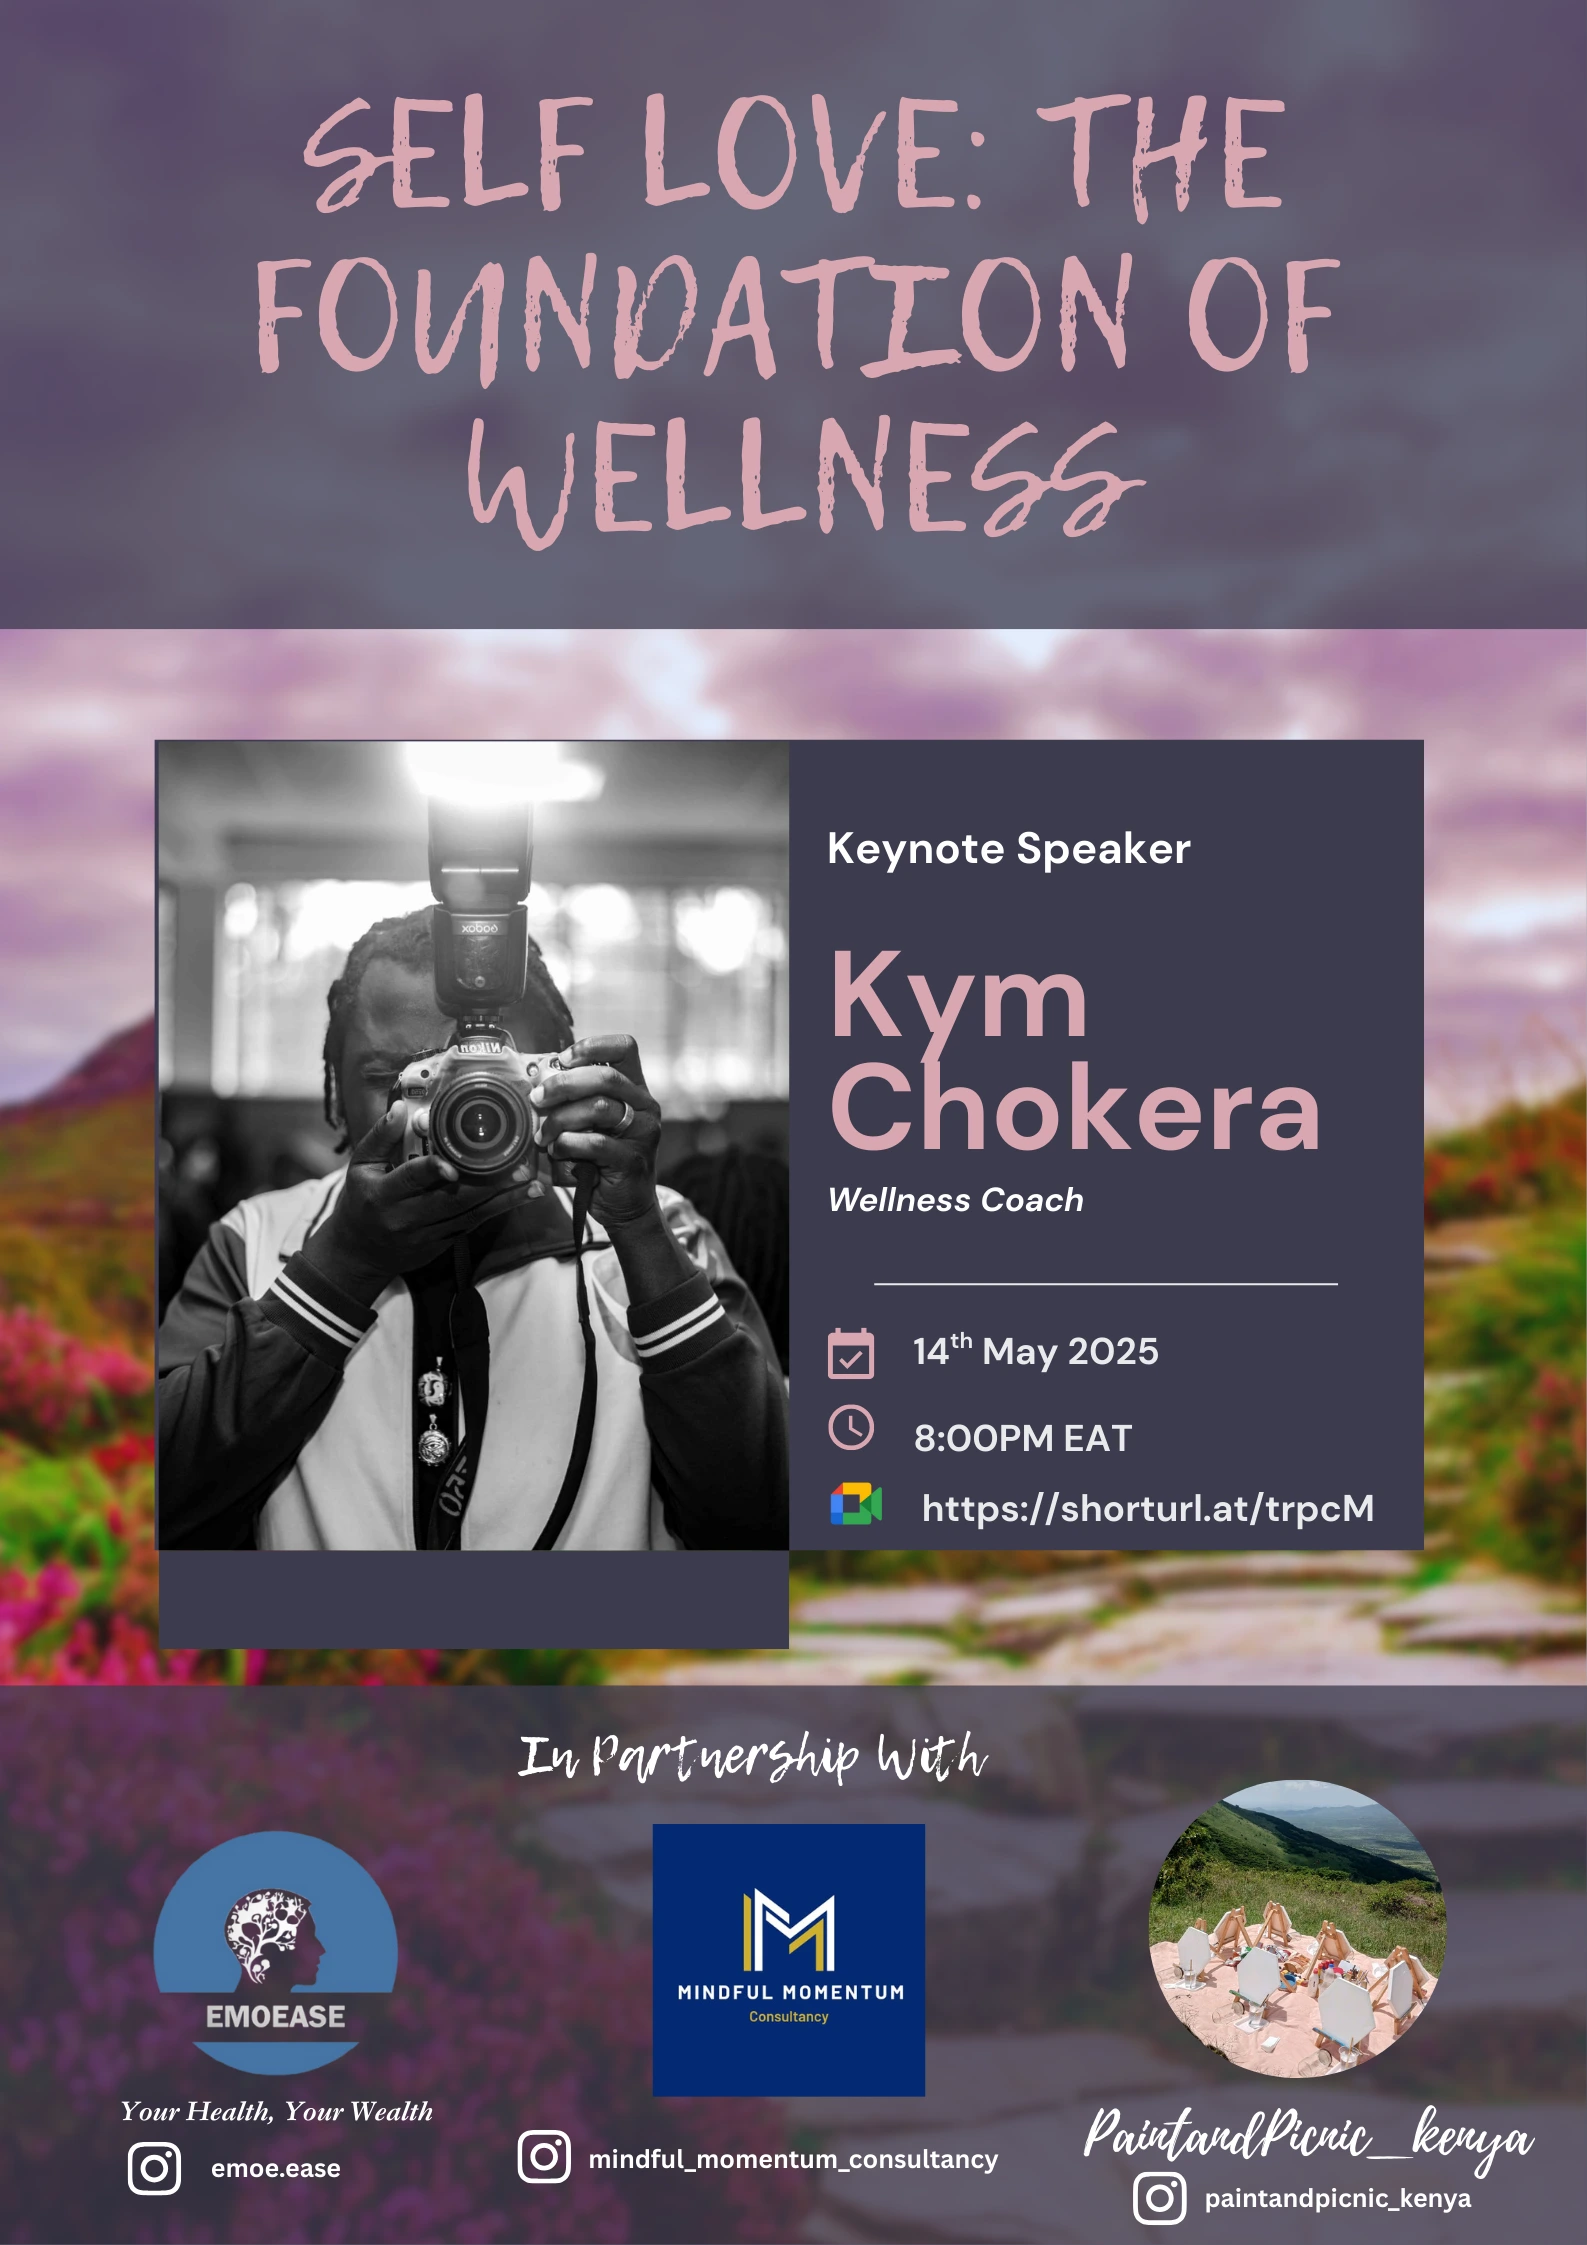 SELF LOVE: THE
FOUNDATION OF
WELLNESS
Keynote Speaker
Kym
Chokera
Wellness Coach
14th May 2025
8:00PM EAT
https://shorturl.at/trpcM
Godox
Nikon
In Partnership With
EMOEASE
Your Health, Your Wealth
emoe.ease
M
MINDFUL MOMENTUM
Consultancy
mindful_momentum_consultancy
PaintandPicnic_kenya
paintandpicnic_kenya